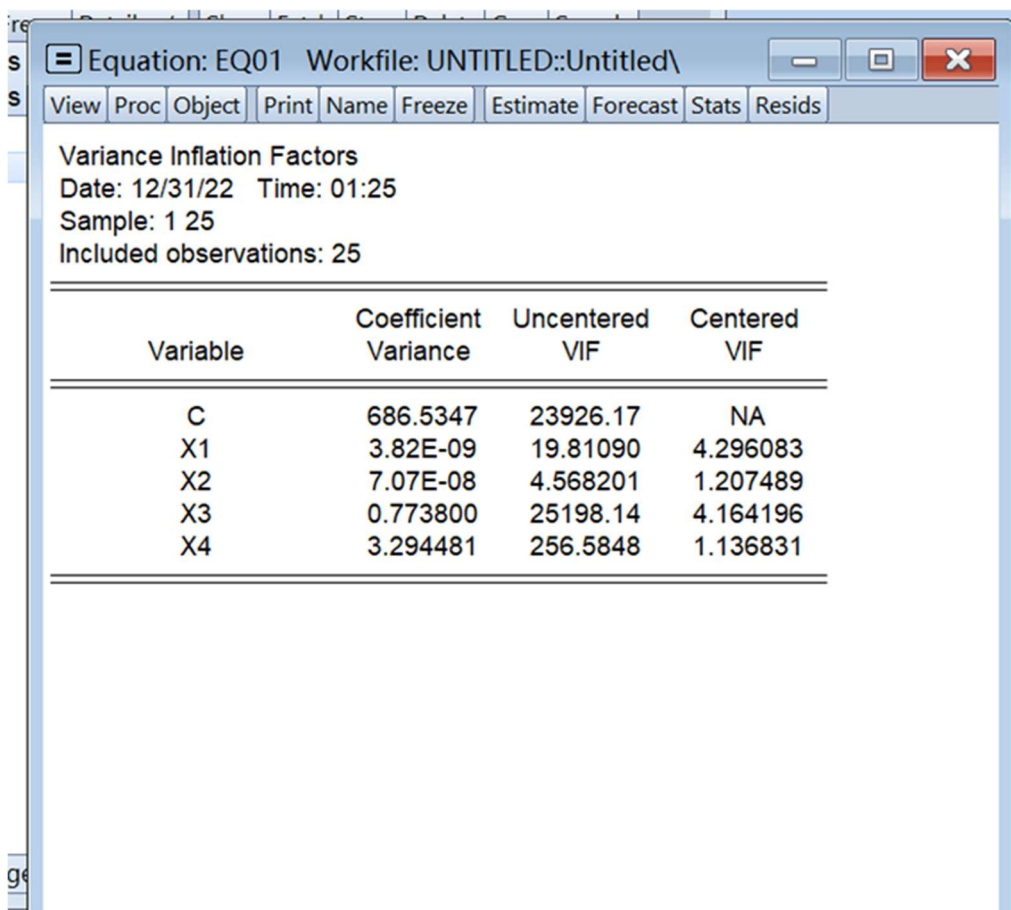 Equation: EQ01 Workfile: UNTITLED::Untitled\
View Proc Object Print Name Freeze Estimate Forecast Stats Resids
Variance Inflation Factors
Date: 12/31/22 Time: 01:25
Sample: 1 25
Included observations: 25
Coefficient Uncentered Centered
Variable Variance VIF VIF
C 686.5347 23926.17 NA
X1 3.82E-09 19.81090 4.296083
X2 7.07E-08 4.568201 1.207489
X3 0.773800 25198.14 4.164196
X4 3.294481 256.5848 1.136831